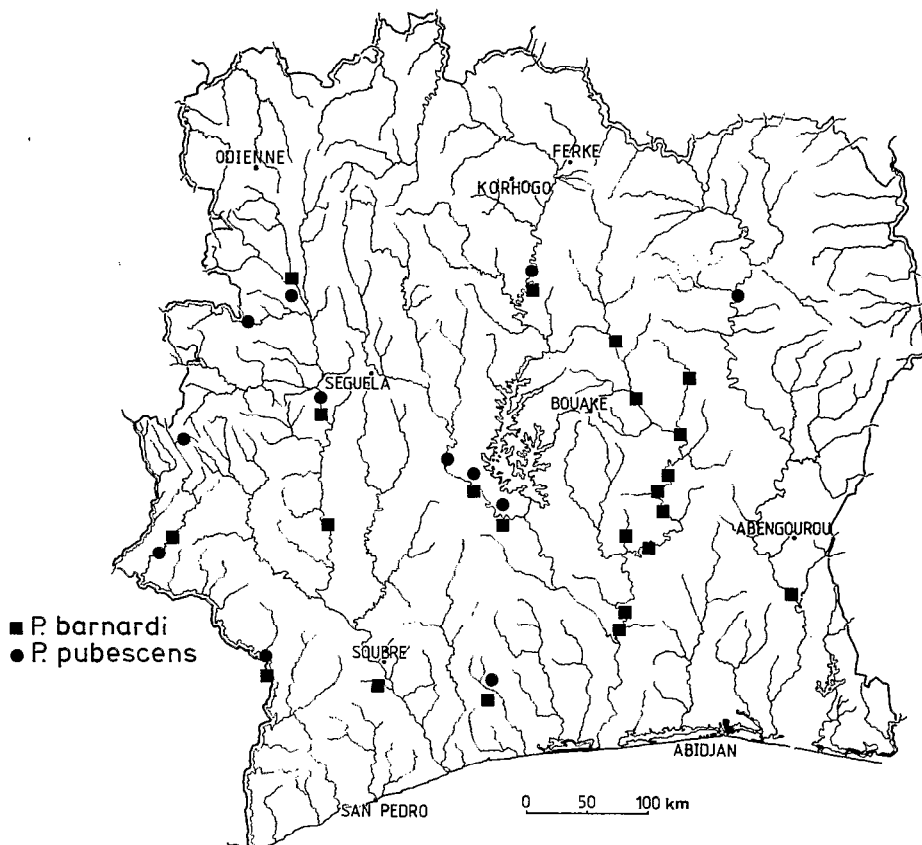 ODIENNE
FERKE
KORHOGO
SEGUELA
BOUAKE
ABENGOUROU
■ P. barnardi
● P. pubescens
SOUBRE
ABIDJAN
SAN PEDRO
0 50 100 km